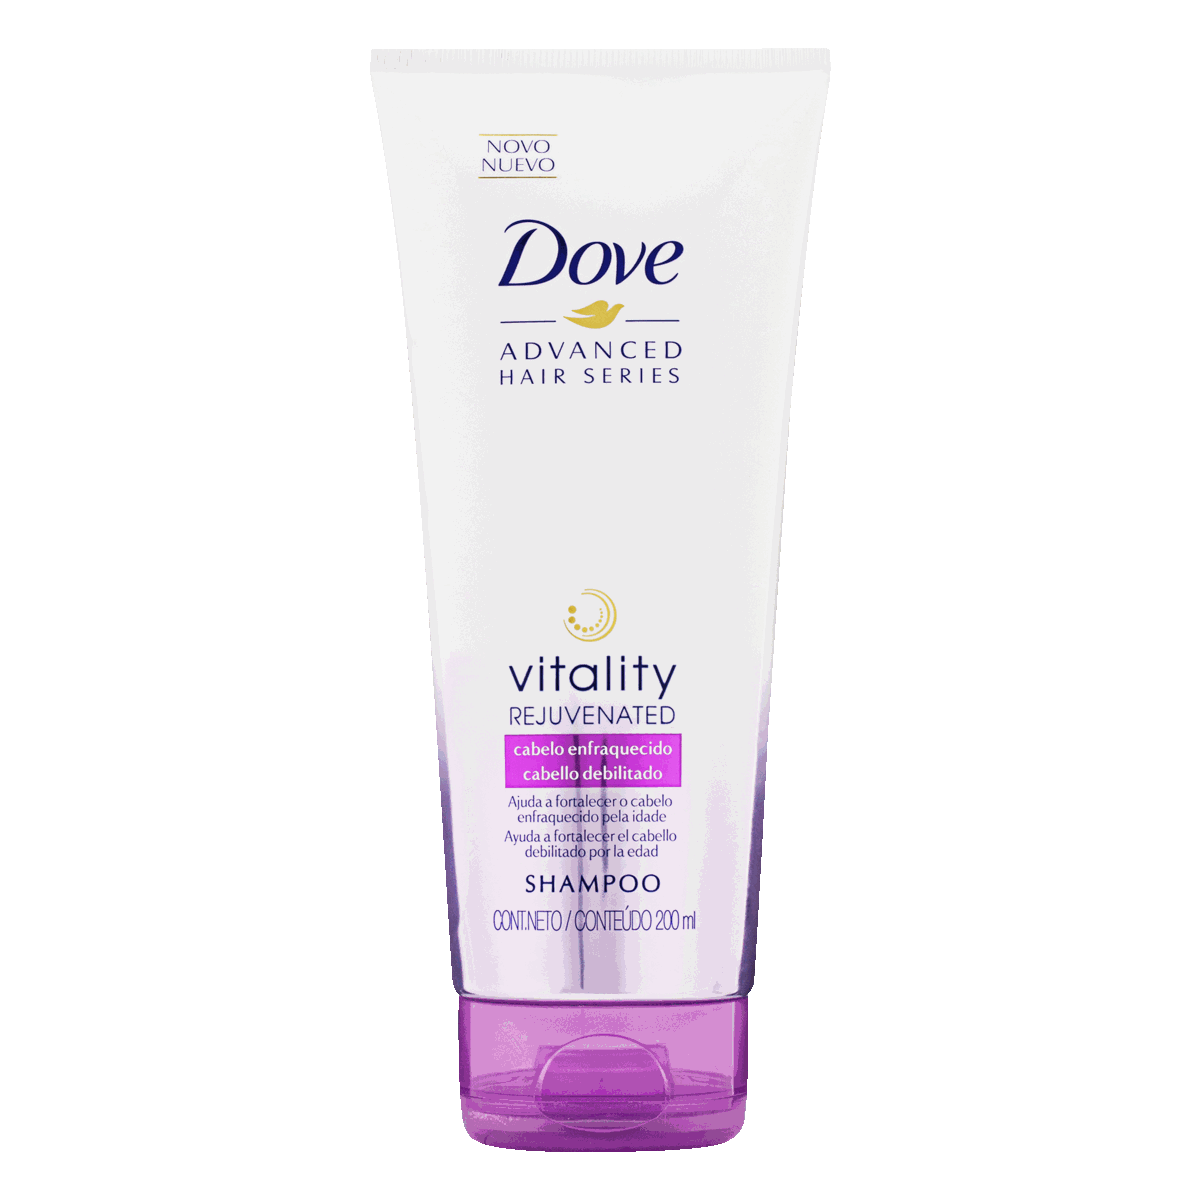 NOVO
NUEVO
Dove
ADVANCED
HAIR SERIES
vitality
REJUVENATED
cabelo enfraquecido
cabello debilitado
Ajuda a fortalecer o cabelo
enfraquecido pela idade
Ayuda a fortalecer el cabello
debilitado por la edad
SHAMPOO
CONT.NETO / CONTEÚDO 200 ml